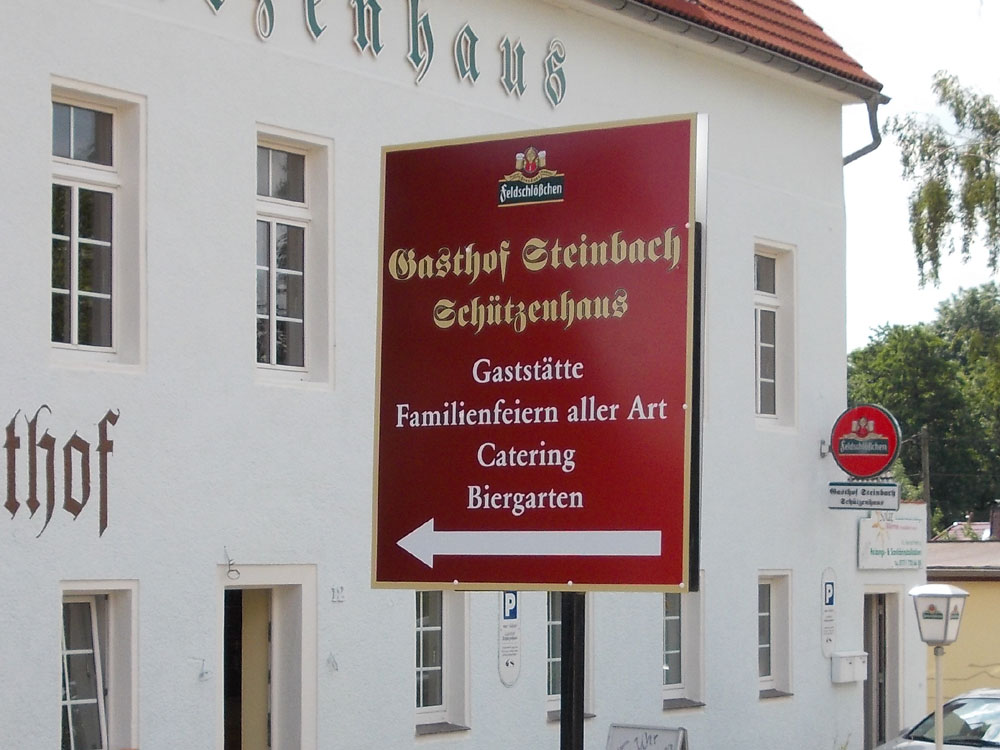 zenhaus
Feldschlößchen
Gasthof Steinbach
Schützenhaus
Gaststätte
Familienfeiern aller Art
Catering
Biergarten
thof
Feldschlößchen
Gasthof Steinbach
Schützenhaus
P
P